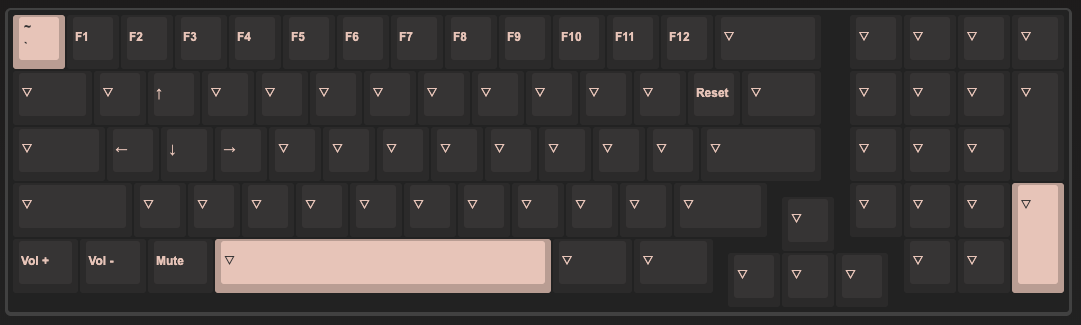 ~
` F1 F2 F3 F4 F5 F6 F7 F8 F9 F10 F11 F12 ▽ ▽ ▽ ▽ ▽
▽ ▽ ↑ ▽ ▽ ▽ ▽ ▽ ▽ ▽ ▽ ▽ Reset ▽ ▽ ▽ ▽ ▽
▽ ← ↓ → ▽ ▽ ▽ ▽ ▽ ▽ ▽ ▽ ▽ ▽ ▽ ▽
▽ ▽ ▽ ▽ ▽ ▽ ▽ ▽ ▽ ▽ ▽ ▽ ▽ ▽ ▽ ▽ ▽
Vol + Vol - Mute ▽ ▽ ▽ ▽ ▽ ▽ ▽ ▽